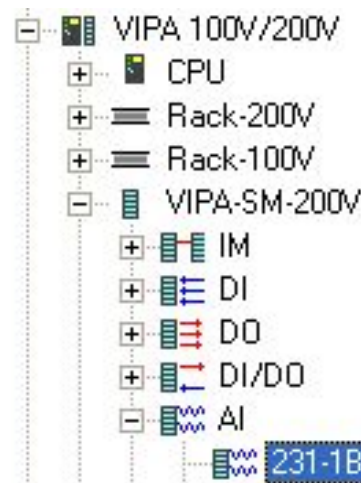 VIPA 100V/200V
CPU
Rack-200V
Rack-100V
VIPA-SM-200V
IM
DI
DO
DI/DO
AI
231-1B